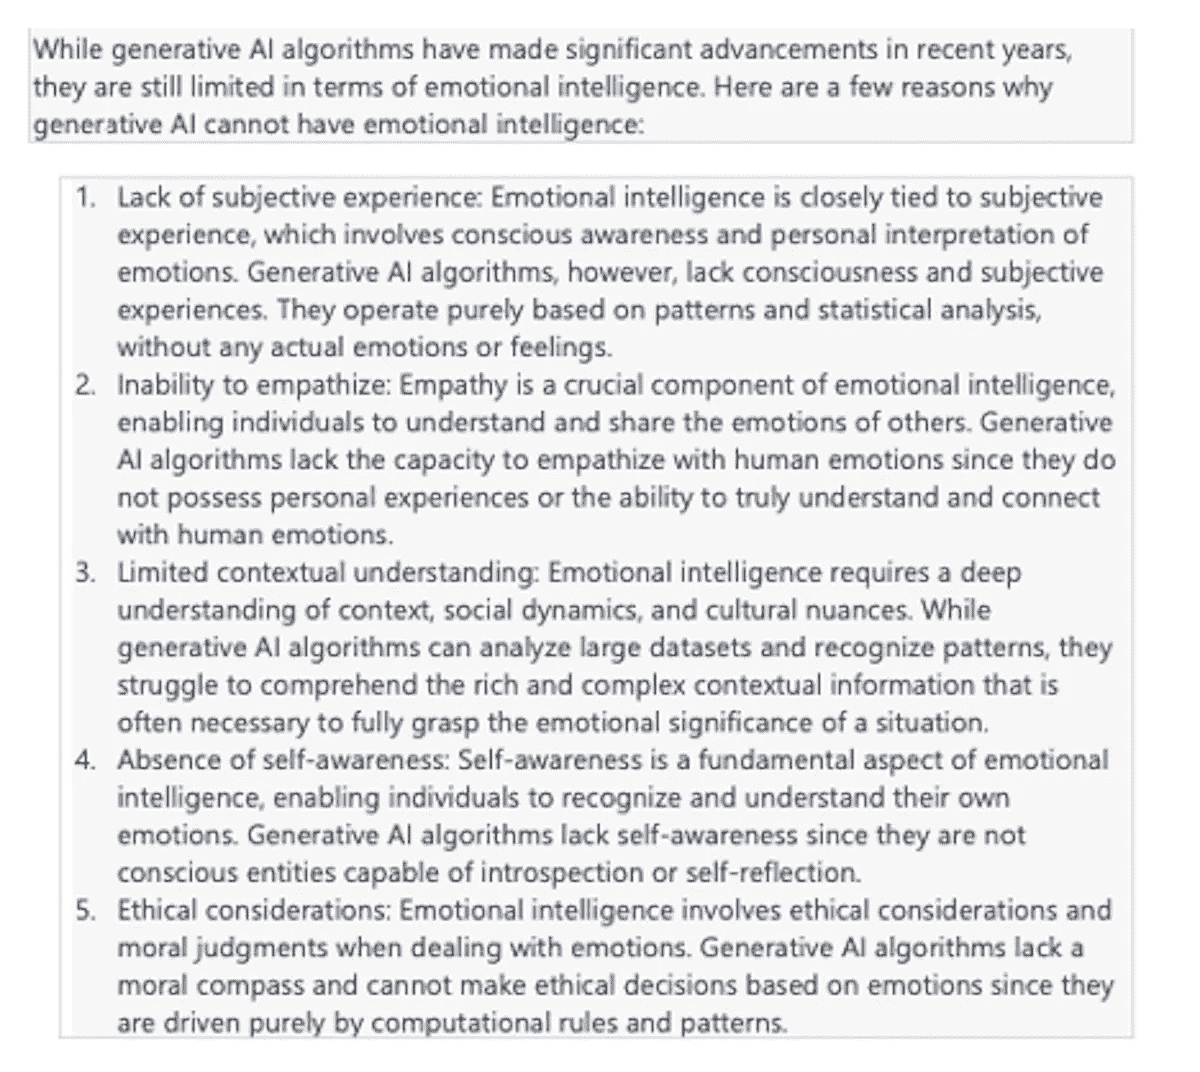 While generative AI algorithms have made significant advancements in recent years,
they are still limited in terms of emotional intelligence. Here are a few reasons why
generative AI cannot have emotional intelligence:
1. Lack of subjective experience: Emotional intelligence is closely tied to subjective
experience, which involves conscious awareness and personal interpretation of
emotions. Generative AI algorithms, however, lack consciousness and subjective
experiences. They operate purely based on patterns and statistical analysis,
without any actual emotions or feelings.
2. Inability to empathize: Empathy is a crucial component of emotional intelligence,
enabling individuals to understand and share the emotions of others. Generative
AI algorithms lack the capacity to empathize with human emotions since they do
not possess personal experiences or the ability to truly understand and connect
with human emotions.
3. Limited contextual understanding: Emotional intelligence requires a deep
understanding of context, social dynamics, and cultural nuances. While
generative AI algorithms can analyze large datasets and recognize patterns, they
struggle to comprehend the rich and complex contextual information that is
often necessary to fully grasp the emotional significance of a situation.
4. Absence of self-awareness: Self-awareness is a fundamental aspect of emotional
intelligence, enabling individuals to recognize and understand their own
emotions. Generative AI algorithms lack self-awareness since they are not
conscious entities capable of introspection or self-reflection.
5. Ethical considerations: Emotional intelligence involves ethical considerations and
moral judgments when dealing with emotions. Generative AI algorithms lack a
moral compass and cannot make ethical decisions based on emotions since they
are driven purely by computational rules and patterns.